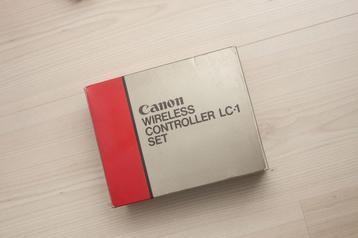 Canon
WIRELESS
CONTROLLER LC-1
SET